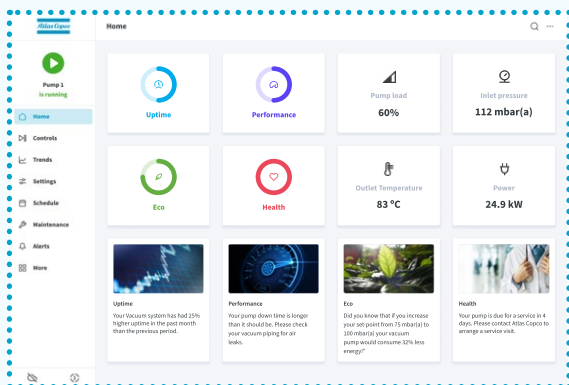 Atlas Copco
Home
Pump 1
is running
Home
Controls
Trends
Settings
Schedule
Maintenance
Alerts
More
Uptime
Performance
Pump load
60%
Inlet pressure
112 mbar(a)
Eco
Health
Outlet Temperature
83 ºC
Power
24.9 kW
Uptime
Your Vacuum system has had 25%
higher uptime in the past month
than the previous period.
Performance
Your pump down time is longer
than it should be. Please check
your vacuum piping for air
leaks.
Eco
Did you know that if you increase
your set-point from 75 mbar(a) to
100 mbar(a) your vacuum
pump would consume 32% less
energy!"
Health
Your pump is due for a service in 4
days. Please contact Atlas Copco to
arrange a service visit.